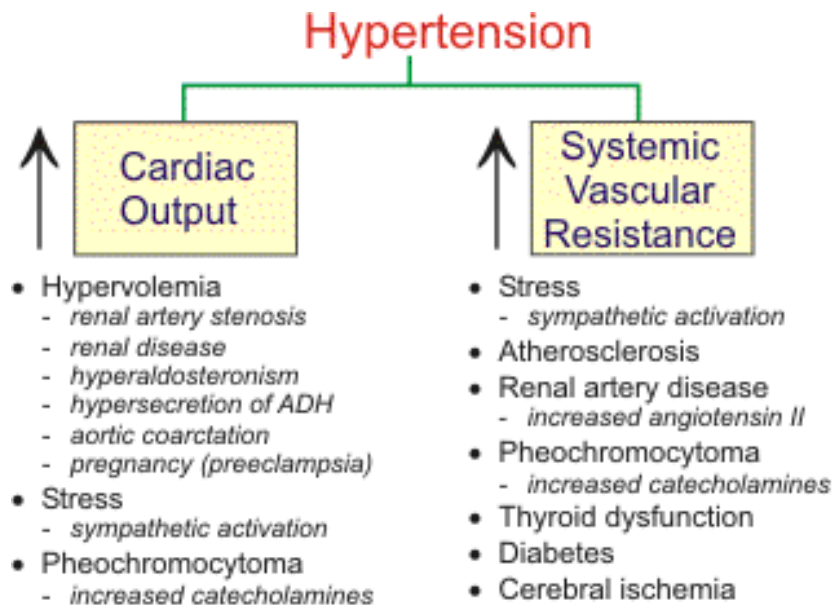 Hypertension
Cardiac
Output
• Hypervolemia
- renal artery stenosis
- renal disease
- hyperaldosteronism
- hypersecretion of ADH
- aortic coarctation
- pregnancy (preeclampsia)
• Stress
- sympathetic activation
• Pheochromocytoma
- increased catecholamines
Systemic
Vascular
Resistance
• Stress
- sympathetic activation
• Atherosclerosis
• Renal artery disease
- increased angiotensin II
• Pheochromocytoma
- increased catecholamines
• Thyroid dysfunction
• Diabetes
• Cerebral ischemia